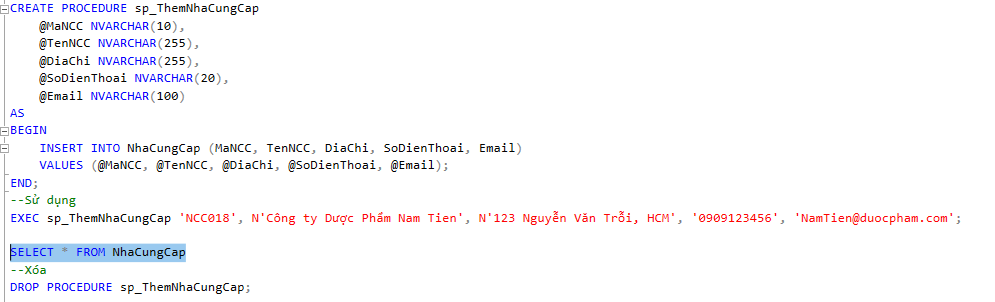 CREATE PROCEDURE sp_ThemNhaCungCap
@MaNCC NVARCHAR(10),
@TenNCC NVARCHAR(255),
@DiaChi NVARCHAR(255),
@SoDienThoai NVARCHAR(20),
@Email NVARCHAR(100)
AS
BEGIN
INSERT INTO NhaCungCap (MaNCC, TenNCC, DiaChi, SoDienThoai, Email)
VALUES (@MaNCC, @TenNCC, @DiaChi, @SoDienThoai, @Email);
END;
--Sử dụng
EXEC sp_ThemNhaCungCap 'NCC018', N'Công ty Dược Phẩm Nam Tien', N'123 Nguyễn Văn Trỗi, HCM', '0909123456', 'NamTien@duocpham.com';
SELECT * FROM NhaCungCap
--Xóa
DROP PROCEDURE sp_ThemNhaCungCap;